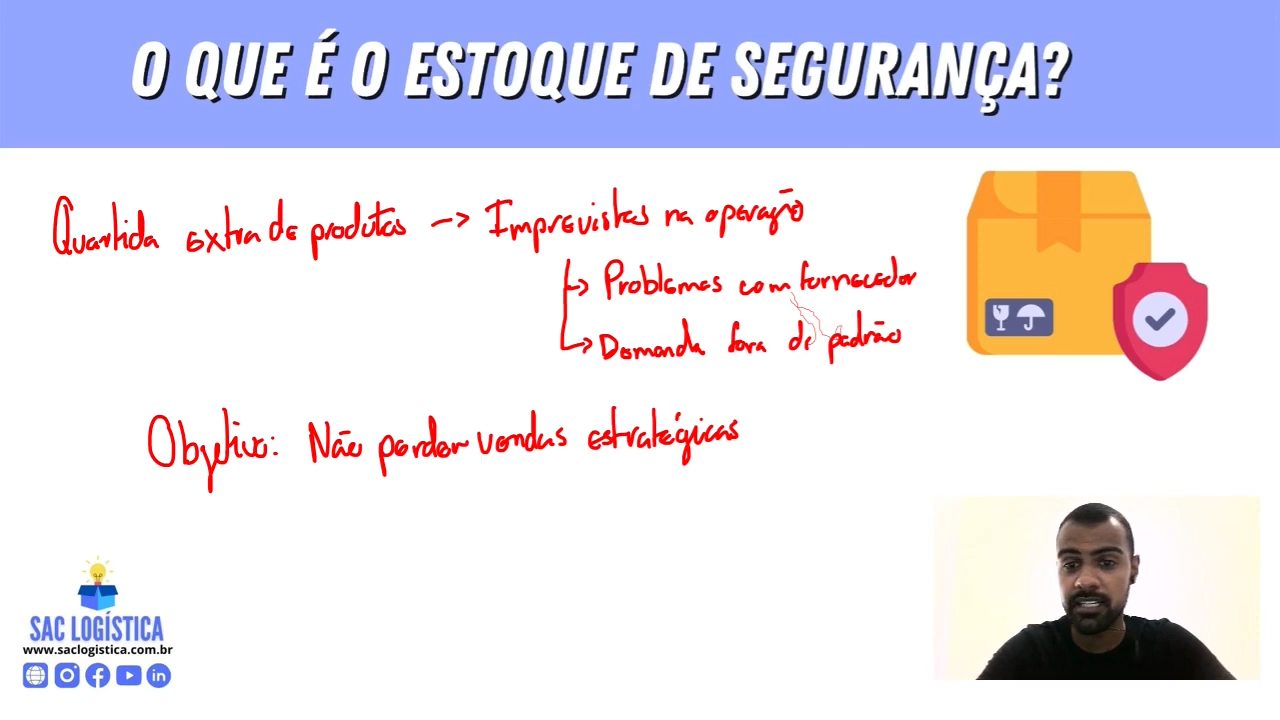 O QUE É O ESTOQUE DE SEGURANÇA?
Quantida extra de produtos -> Imprevistos na operação
-> Problemas com fornecedor
-> Demanda fora de padrão
Objetivo: Não perder vendas estratégicas
SAC LOGÍSTICA
www.saclogistica.com.br